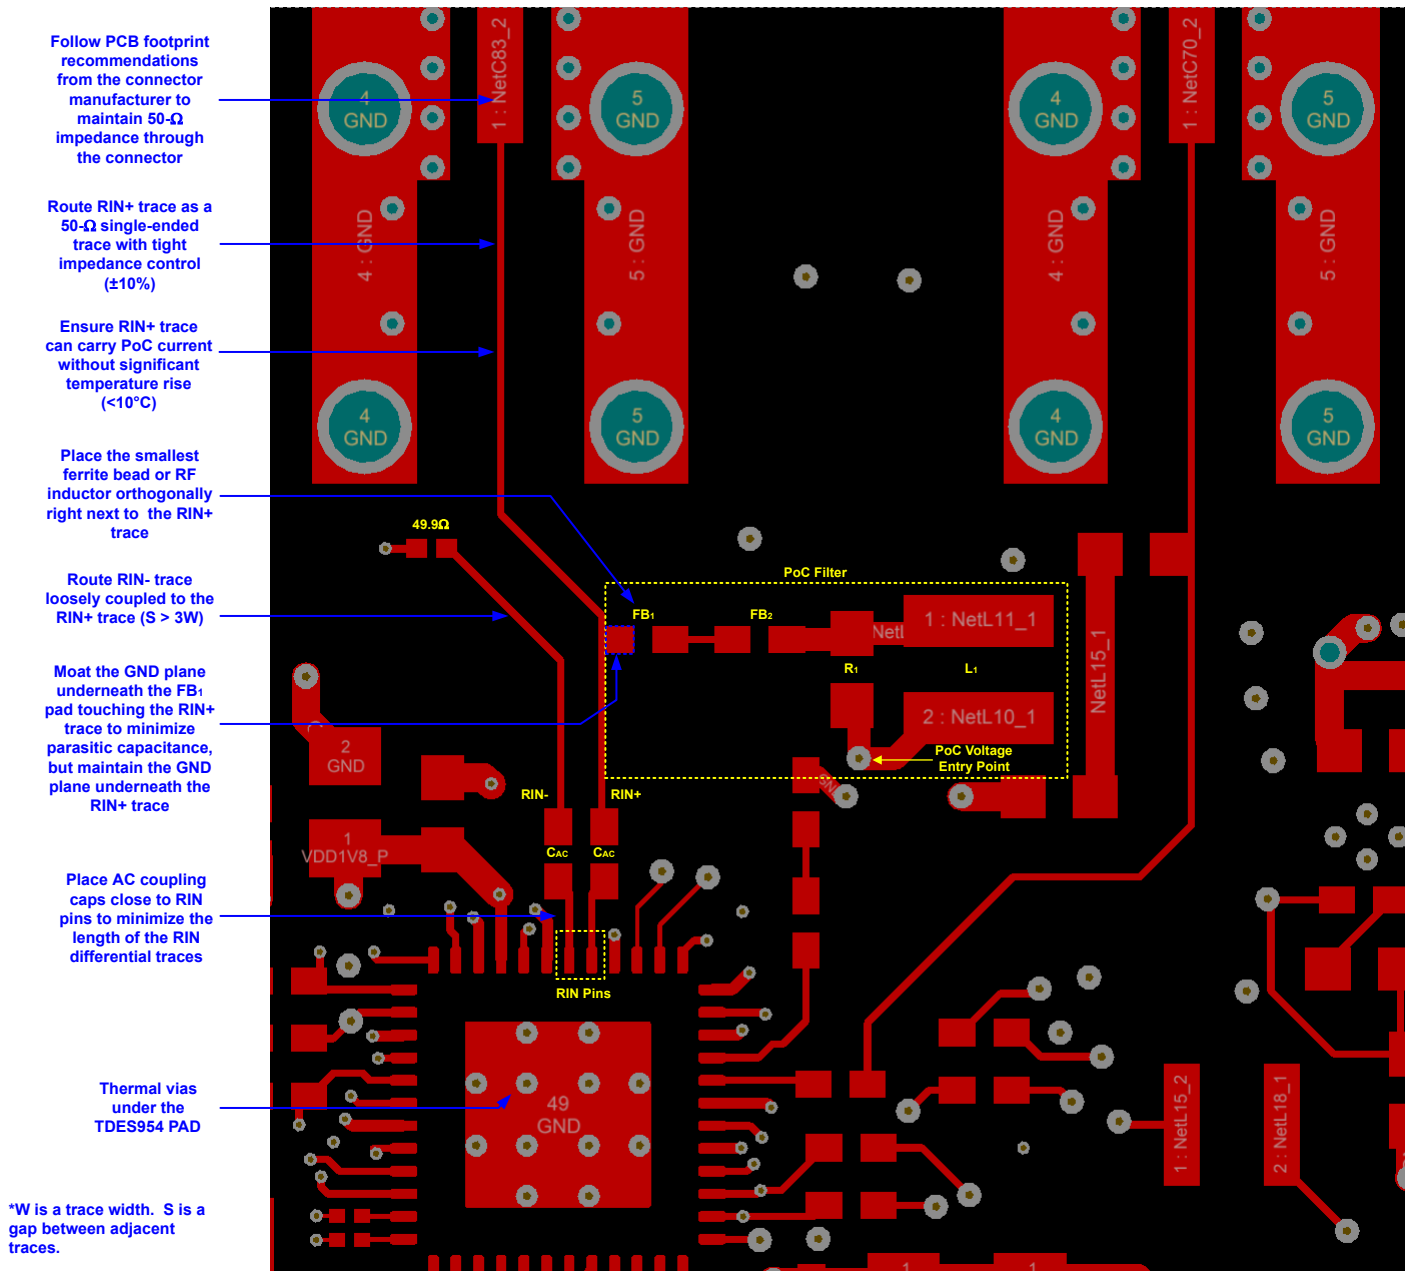 Follow PCB footprint
recommendations
from the connector
manufacturer to
maintain 50-Ω
impedance through
the connector
Route RIN+ trace as a
50-Ω single-ended
trace with tight
impedance control
(±10%)
Ensure RIN+ trace
can carry PoC current
without significant
temperature rise
(<10°C)
Place the smallest
ferrite bead or RF
inductor orthogonally
right next to the RIN+
trace
Route RIN- trace
loosely coupled to the
RIN+ trace (S > 3W)
Moat the GND plane
underneath the FB1
pad touching the RIN+
trace to minimize
parasitic capacitance,
but maintain the GND
plane underneath the
RIN+ trace
Place AC coupling
caps close to RIN
pins to minimize the
length of the RIN
differential traces
Thermal vias
under the
TDES954 PAD
*W is a trace width. S is a
gap between adjacent
traces.
1 : NetC83_2
1 : NetC70_2
4
GND
5
GND
4
GND
5
GND
4 : GND
5 : GND
4 : GND
5 : GND
4
GND
5
GND
4
GND
5
GND
49.9Ω
PoC Filter
FB1
FB2
NetL
1 : NetL11_1
R1
L1
2 : NetL10_1
PoC Voltage
Entry Point
NetL15_1
2
GND
1
VDD1V8_P
RIN-
RIN+
CAC
CAC
RIN Pins
49
GND
1 : NetL15_2
2 : NetL18_1
1
1